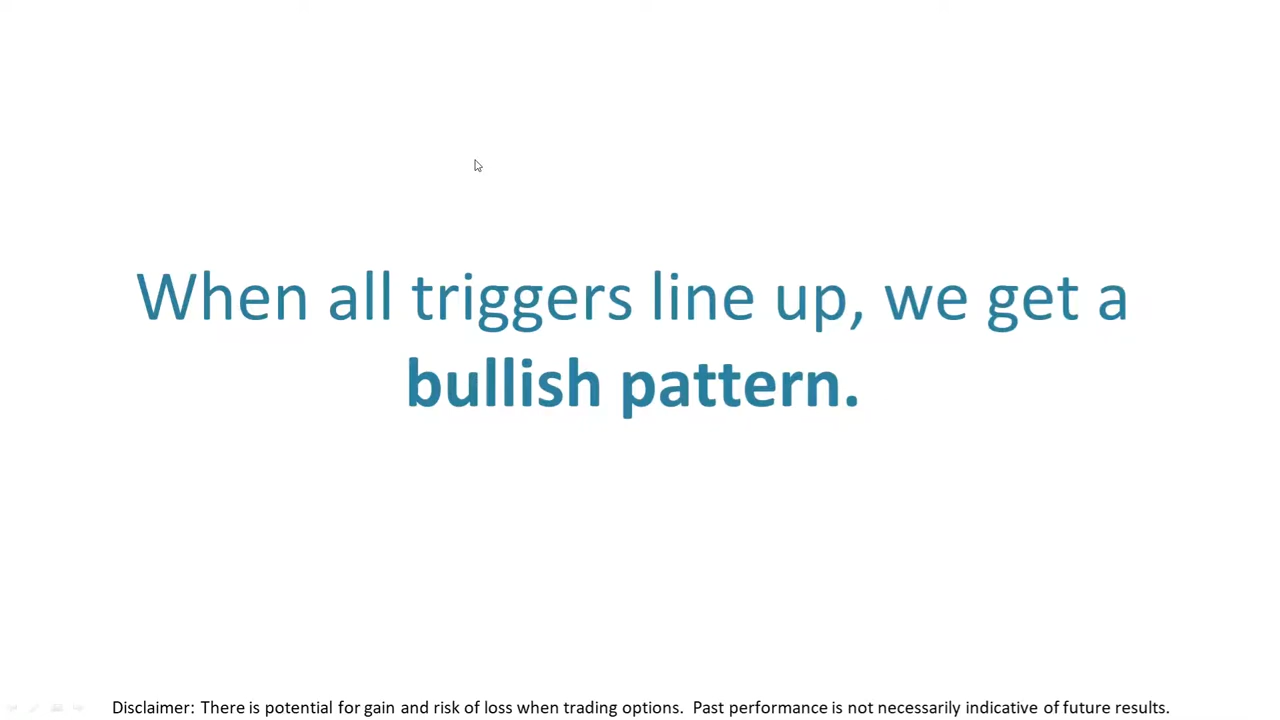 When all triggers line up, we get a
bullish pattern.
Disclaimer: There is potential for gain and risk of loss when trading options.  Past performance is not necessarily indicative of future results.